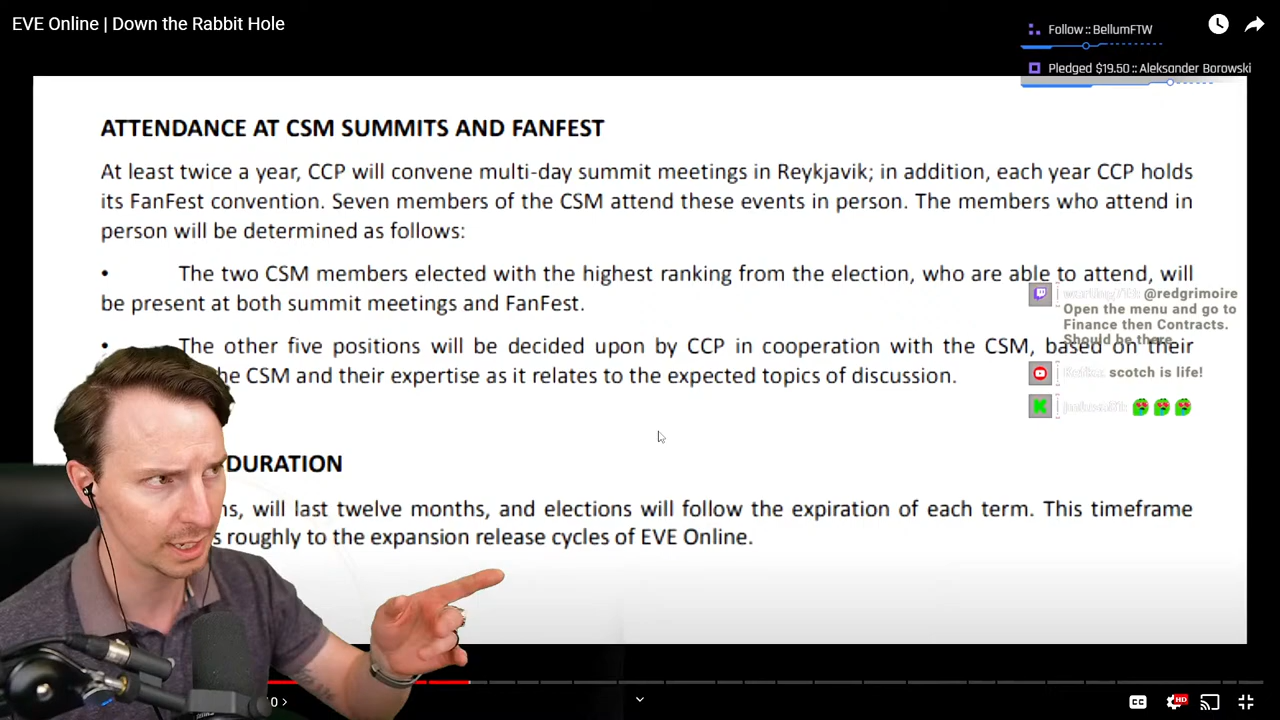 EVE Online | Down the Rabbit Hole
Follow :: BellumFTW
Pledged $19.50 :: Aleksander Borowski
ATTENDANCE AT CSM SUMMITS AND FANFEST
At least twice a year, CCP will convene multi-day summit meetings in Reykjavik; in addition, each year CCP holds
its FanFest convention. Seven members of the CSM attend these events in person. The members who attend in
person will be determined as follows:
• The two CSM members elected with the highest ranking from the election, who are able to attend, will
be present at both summit meetings and FanFest.
• The other five positions will be decided upon by CCP in cooperation with the CSM, based on their
the CSM and their expertise as it relates to the expected topics of discussion.
@redgrimoire
Open the menu and go to
Finance then Contracts.
Should be there
scotch is life!
DURATION
will last twelve months, and elections will follow the expiration of each term. This timeframe
roughly to the expansion release cycles of EVE Online.
0 >
CC
HD